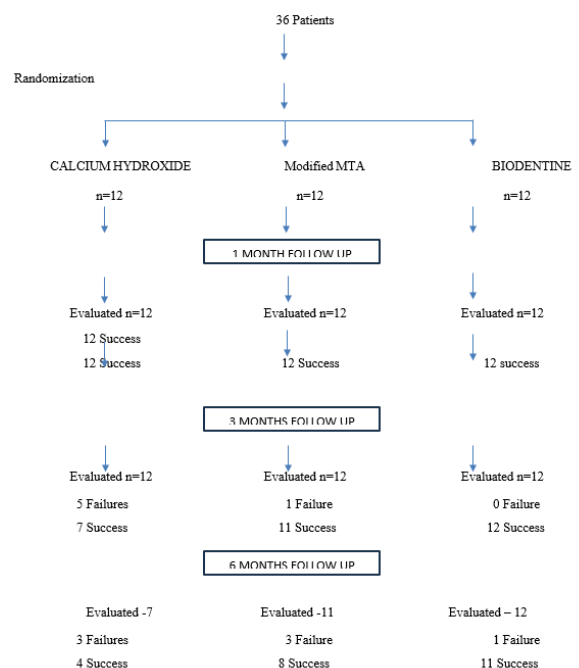 36 Patients
Randomization
CALCIUM HYDROXIDE Modified MTA BIODENTINE
n=12 n=12 n=12
1 MONTH FOLLOW UP
Evaluated n=12 Evaluated n=12 Evaluated n=12
12 Success
12 Success 12 Success 12 success
3 MONTHS FOLLOW UP
Evaluated n=12 Evaluated n=12 Evaluated n=12
5 Failures 1 Failure 0 Failure
7 Success 11 Success 12 Success
6 MONTHS FOLLOW UP
Evaluated -7 Evaluated -11 Evaluated – 12
3 Failures 3 Failure 1 Failure
4 Success 8 Success 11 Success